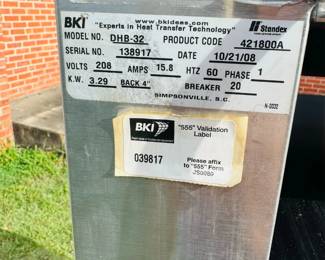 BKI www.bkideas.com Standex
"Experts in Heat Transfer Technology"
MODEL NO. DHB-32 PRODUCT CODE 421800A
SERIAL NO. 138917 DATE 10/21/08
VOLTS 208 AMPS 15.8 HTZ 60 PHASE 1
K.W. 3.29 BACK 4" BREAKER 20
SIMPSONVILLE, S.C. N-0032
BKI "555" Validation
Label
039817 Please affix
to "555" Form